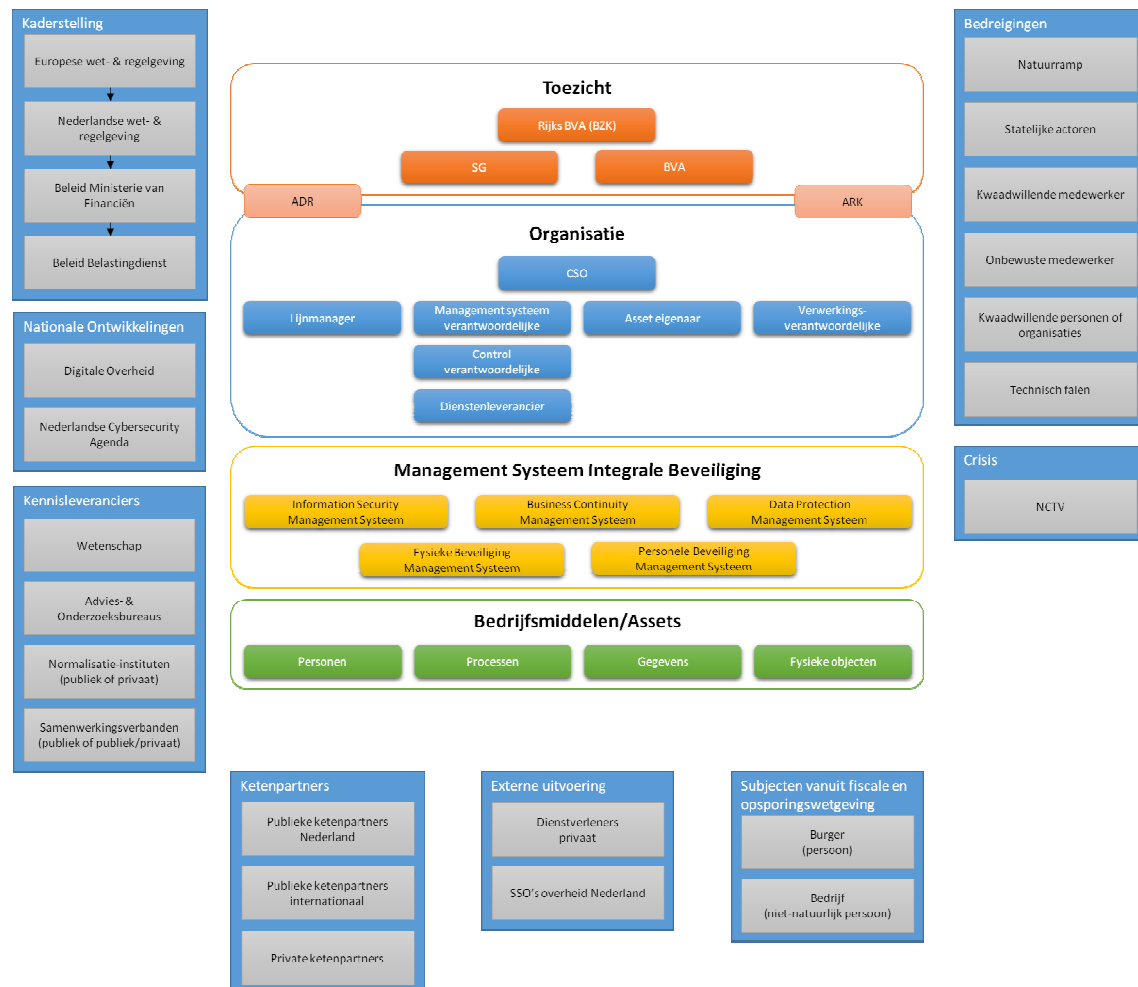 Kaderstelling
Europese wet- & regelgeving
Nederlandse wet- &
regelgeving
Beleid Ministerie van
Financiën
Beleid Belastingdienst
Nationale Ontwikkelingen
Digitale Overheid
Nederlandse Cybersecurity
Agenda
Kennisleveranciers
Wetenschap
Advies- &
Onderzoeksbureaus
Normalisatie-instituten
(publiek of privaat)
Samenwerkingsverbanden
(publiek of publiek/privaat)
Toezicht
Rijks BVA (BZK)
SG
BVA
ADR
ARK
Organisatie
CSO
Lijnmanager
Management systeem
verantwoordelijke
Asset eigenaar
Verwerkings-
verantwoordelijke
Control
verantwoordelijke
Dienstenleverancier
Management Systeem Integrale Beveiliging
Information Security
Management Systeem
Business Continuity
Management Systeem
Data Protection
Management Systeem
Fysieke Beveiliging
Management Systeem
Personele Beveiliging
Management Systeem
Bedrijfsmiddelen/Assets
Personen
Processen
Gegevens
Fysieke objecten
Bedreigingen
Natuurramp
Statelijke actoren
Kwaadwillende medewerker
Onbewuste medewerker
Kwaadwillende personen of
organisaties
Technisch falen
Crisis
NCTV
Ketenpartners
Publieke ketenpartners
Nederland
Publieke ketenpartners
internationaal
Private ketenpartners
Externe uitvoering
Dienstverleners
privaat
SSO's overheid Nederland
Subjecten vanuit fiscale en
opsporingswetgeving
Burger
(persoon)
Bedrijf
(niet-natuurlijk persoon)